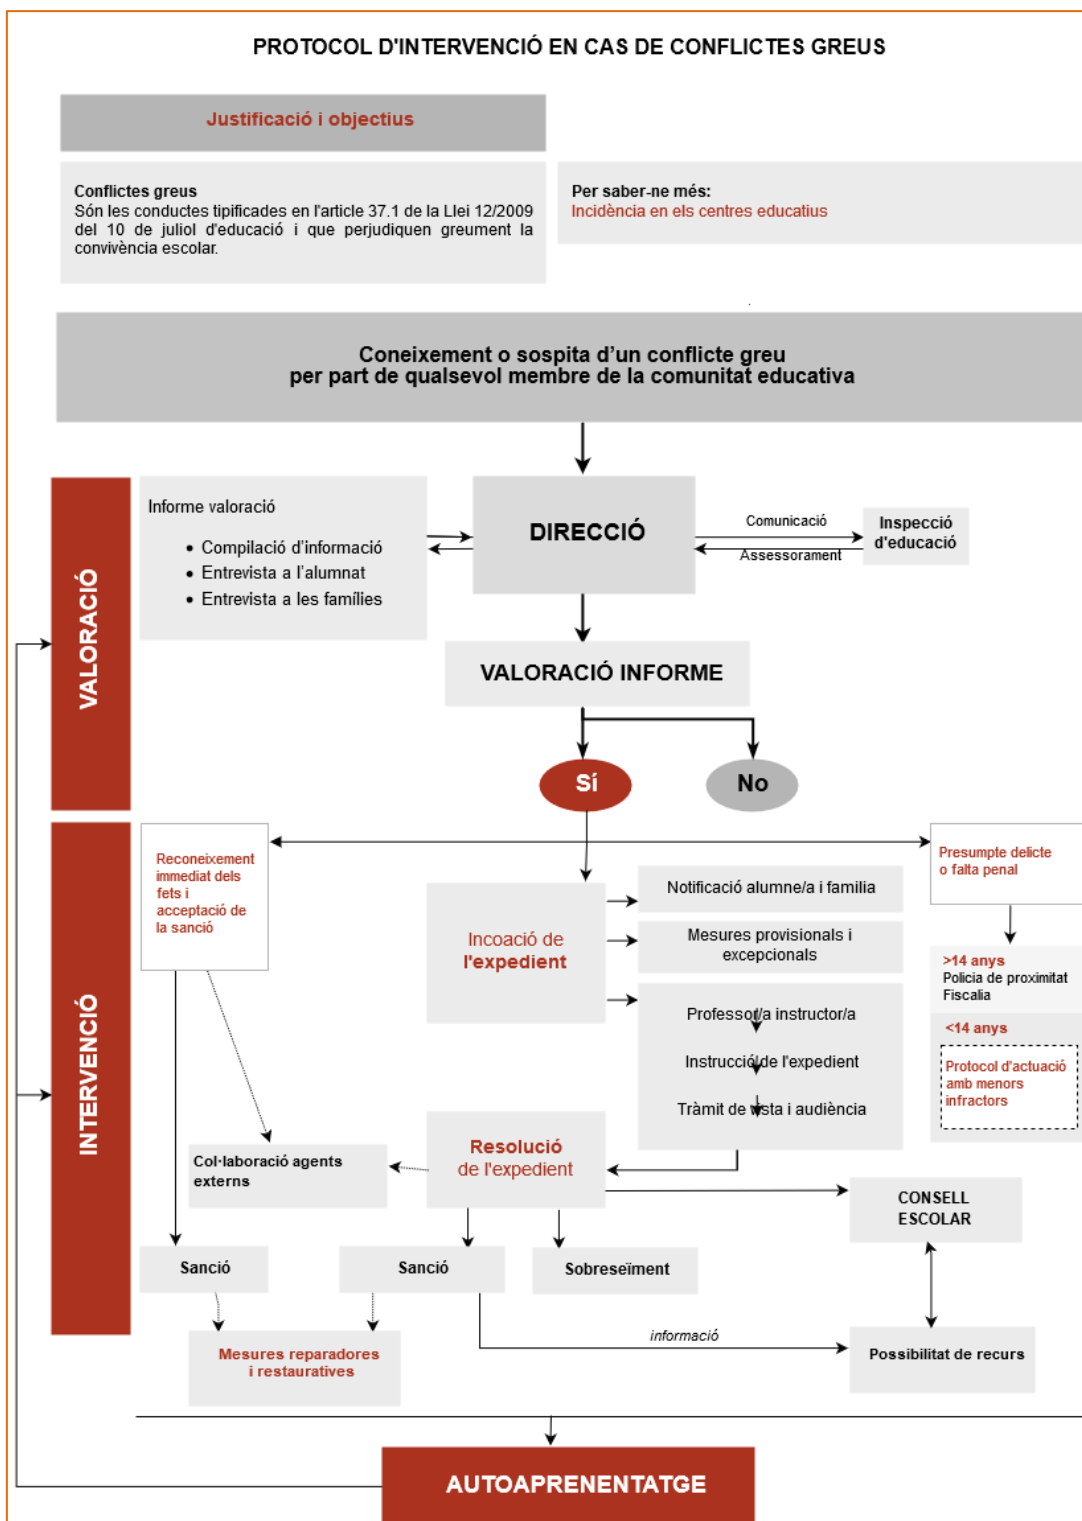 PROTOCOL D'INTERVENCIÓ EN CAS DE CONFLICTES GREUS
Justificació i objectius
Conflictes greus
Són les conductes tipificades en l'article 37.1 de la Llei 12/2009
del 10 de juliol d'educació i que perjudiquen greument la
convivència escolar.
Per saber-ne més:
Incidència en els centres educatius
Coneixement o sospita d'un conflicte greu
per part de qualsevol membre de la comunitat educativa
VALORACIÓ
Informe valoració
• Compilació d'informació
• Entrevista a l'alumnat
• Entrevista a les famílies
DIRECCIÓ
Comunicació
Assessorament
Inspecció
d'educació
VALORACIÓ INFORME
Sí
No
INTERVENCIÓ
Reconeixement
immediat dels
fets i
acceptació de
la sanció
Incoació de
l'expedient
Notificació alumne/a i familia
Mesures provisionals i
excepcionals
Professor/a instructor/a
Instrucció de l'expedient
Tràmit de vista i audiència
Presumpte delicte
o falta penal
>14 anys
Policia de proximitat
Fiscalia
<14 anys
Protocol d'actuació
amb menors
infractors
Resolució
de l'expedient
Col·laboració agents
externs
CONSELL
ESCOLAR
Sanció
Sanció
Sobreseïment
informació
Possibilitat de recurs
Mesures reparadores
i restauratives
AUTOAPRENENTATGE